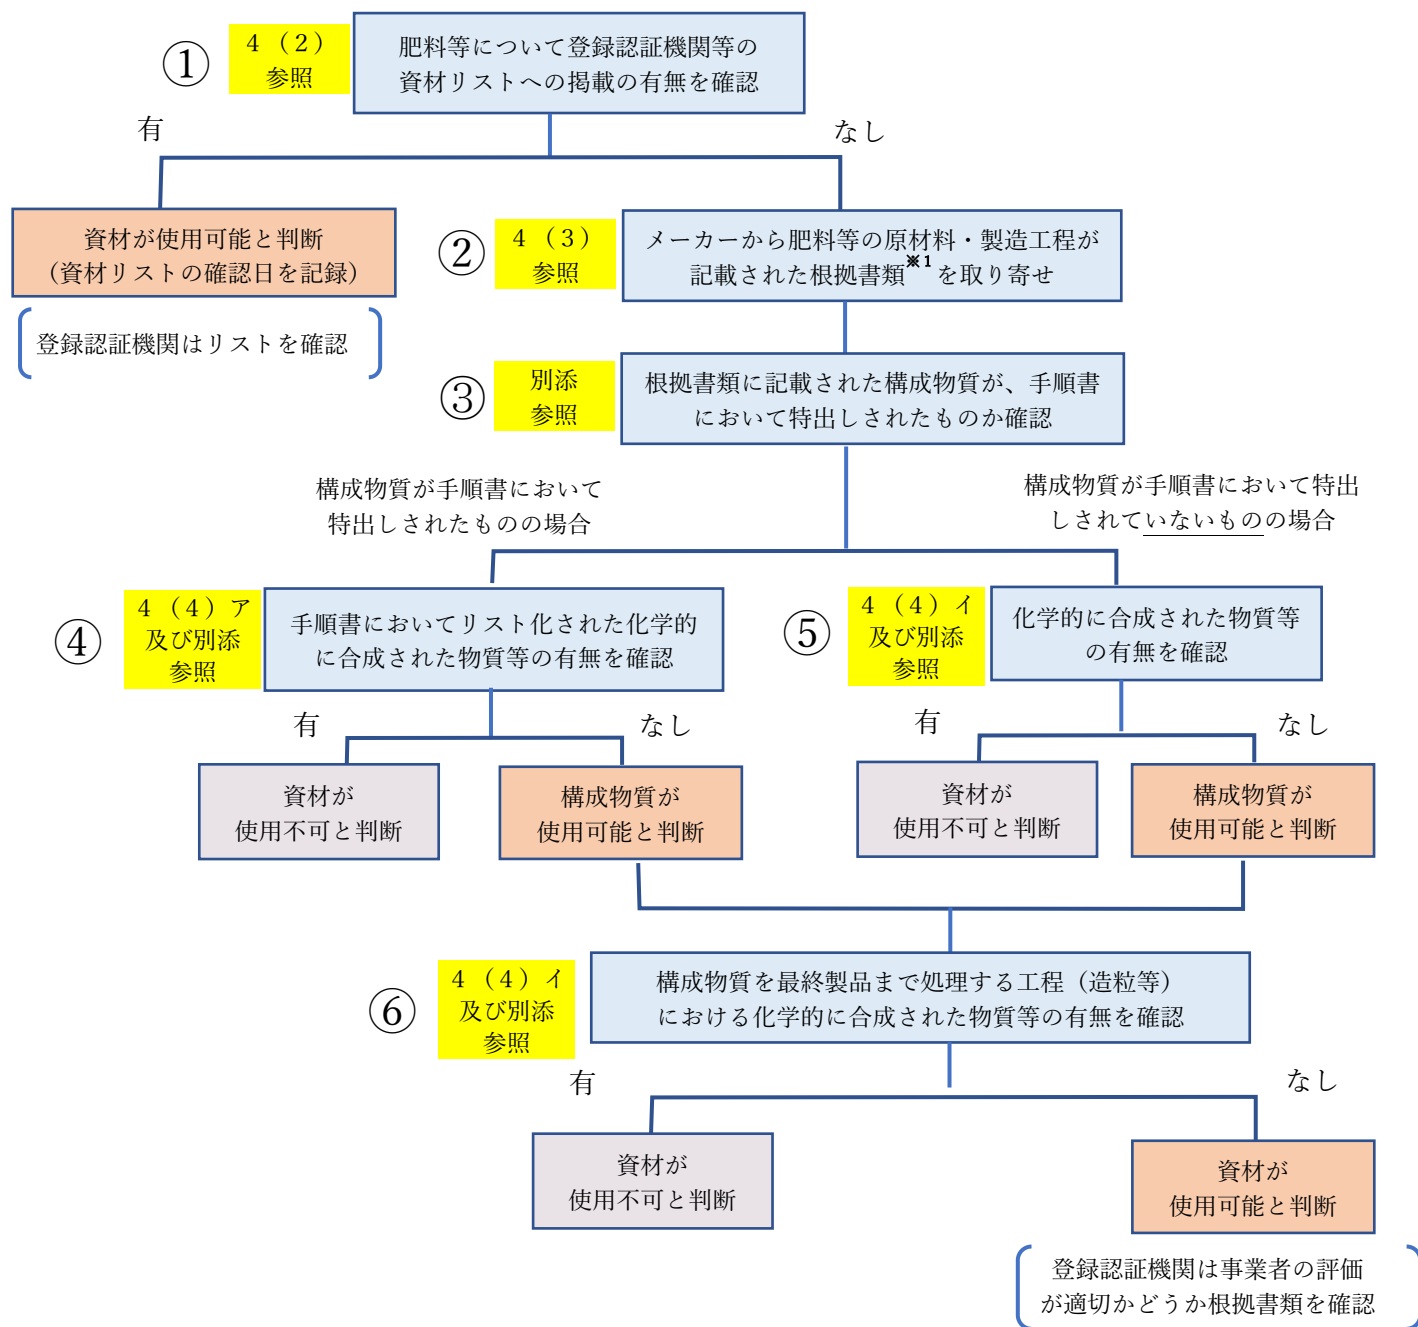 ①
４（２）
参照
肥料等について登録認証機関等の
資材リストへの掲載の有無を確認
有
なし
資材が使用可能と判断
（資材リストの確認日を記録）
登録認証機関はリストを確認
②
４（３）
参照
メーカーから肥料等の原材料・製造工程が
記載された根拠書類※１を取り寄せ
③
別添
参照
根拠書類に記載された構成物質が、手順書
において特出しされたものか確認
構成物質が手順書において
特出しされたものの場合
構成物質が手順書において特出
しされていないものの場合
④
４（４）ア
及び別添
参照
手順書においてリスト化された化学的
に合成された物質等の有無を確認
⑤
４（４）イ
及び別添
参照
化学的に合成された物質等
の有無を確認
有
なし
有
なし
資材が
使用不可と判断
構成物質が
使用可能と判断
資材が
使用不可と判断
構成物質が
使用可能と判断
⑥
４（４）イ
及び別添
参照
構成物質を最終製品まで処理する工程（造粒等）
における化学的に合成された物質等の有無を確認
有
なし
資材が
使用不可と判断
資材が
使用可能と判断
登録認証機関は事業者の評価
が適切かどうか根拠書類を確認